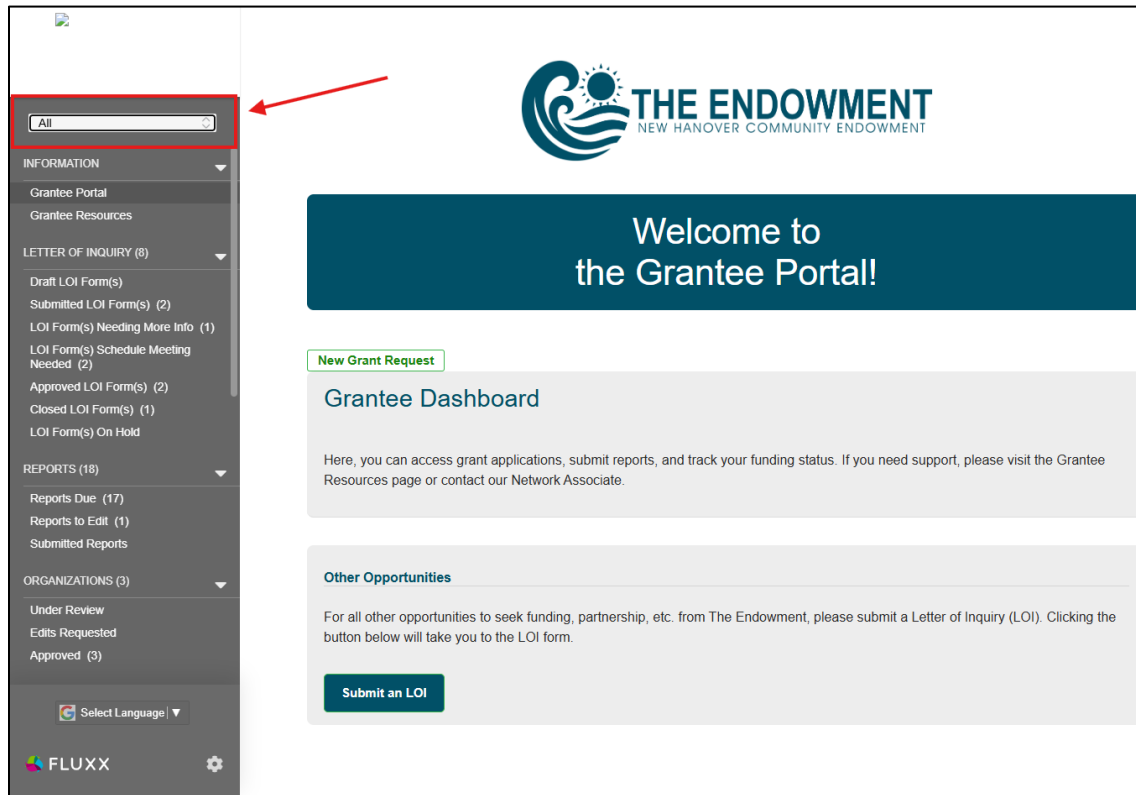 All
INFORMATION
Grantee Portal
Grantee Resources
LETTER OF INQUIRY (8)
Draft LOI Form(s)
Submitted LOI Form(s) (2)
LOI Form(s) Needing More Info (1)
LOI Form(s) Schedule Meeting
Needed (2)
Approved LOI Form(s) (2)
Closed LOI Form(s) (1)
LOI Form(s) On Hold
REPORTS (18)
Reports Due (17)
Reports to Edit (1)
Submitted Reports
ORGANIZATIONS (3)
Under Review
Edits Requested
Approved (3)
Select Language
FLUXX
THE ENDOWMENT
NEW HANOVER COMMUNITY ENDOWMENT
Welcome to
the Grantee Portal!
New Grant Request
Grantee Dashboard
Here, you can access grant applications, submit reports, and track your funding status. If you need support, please visit the Grantee
Resources page or contact our Network Associate.
Other Opportunities
For all other opportunities to seek funding, partnership, etc. from The Endowment, please submit a Letter of Inquiry (LOI). Clicking the
button below will take you to the LOI form.
Submit an LOI